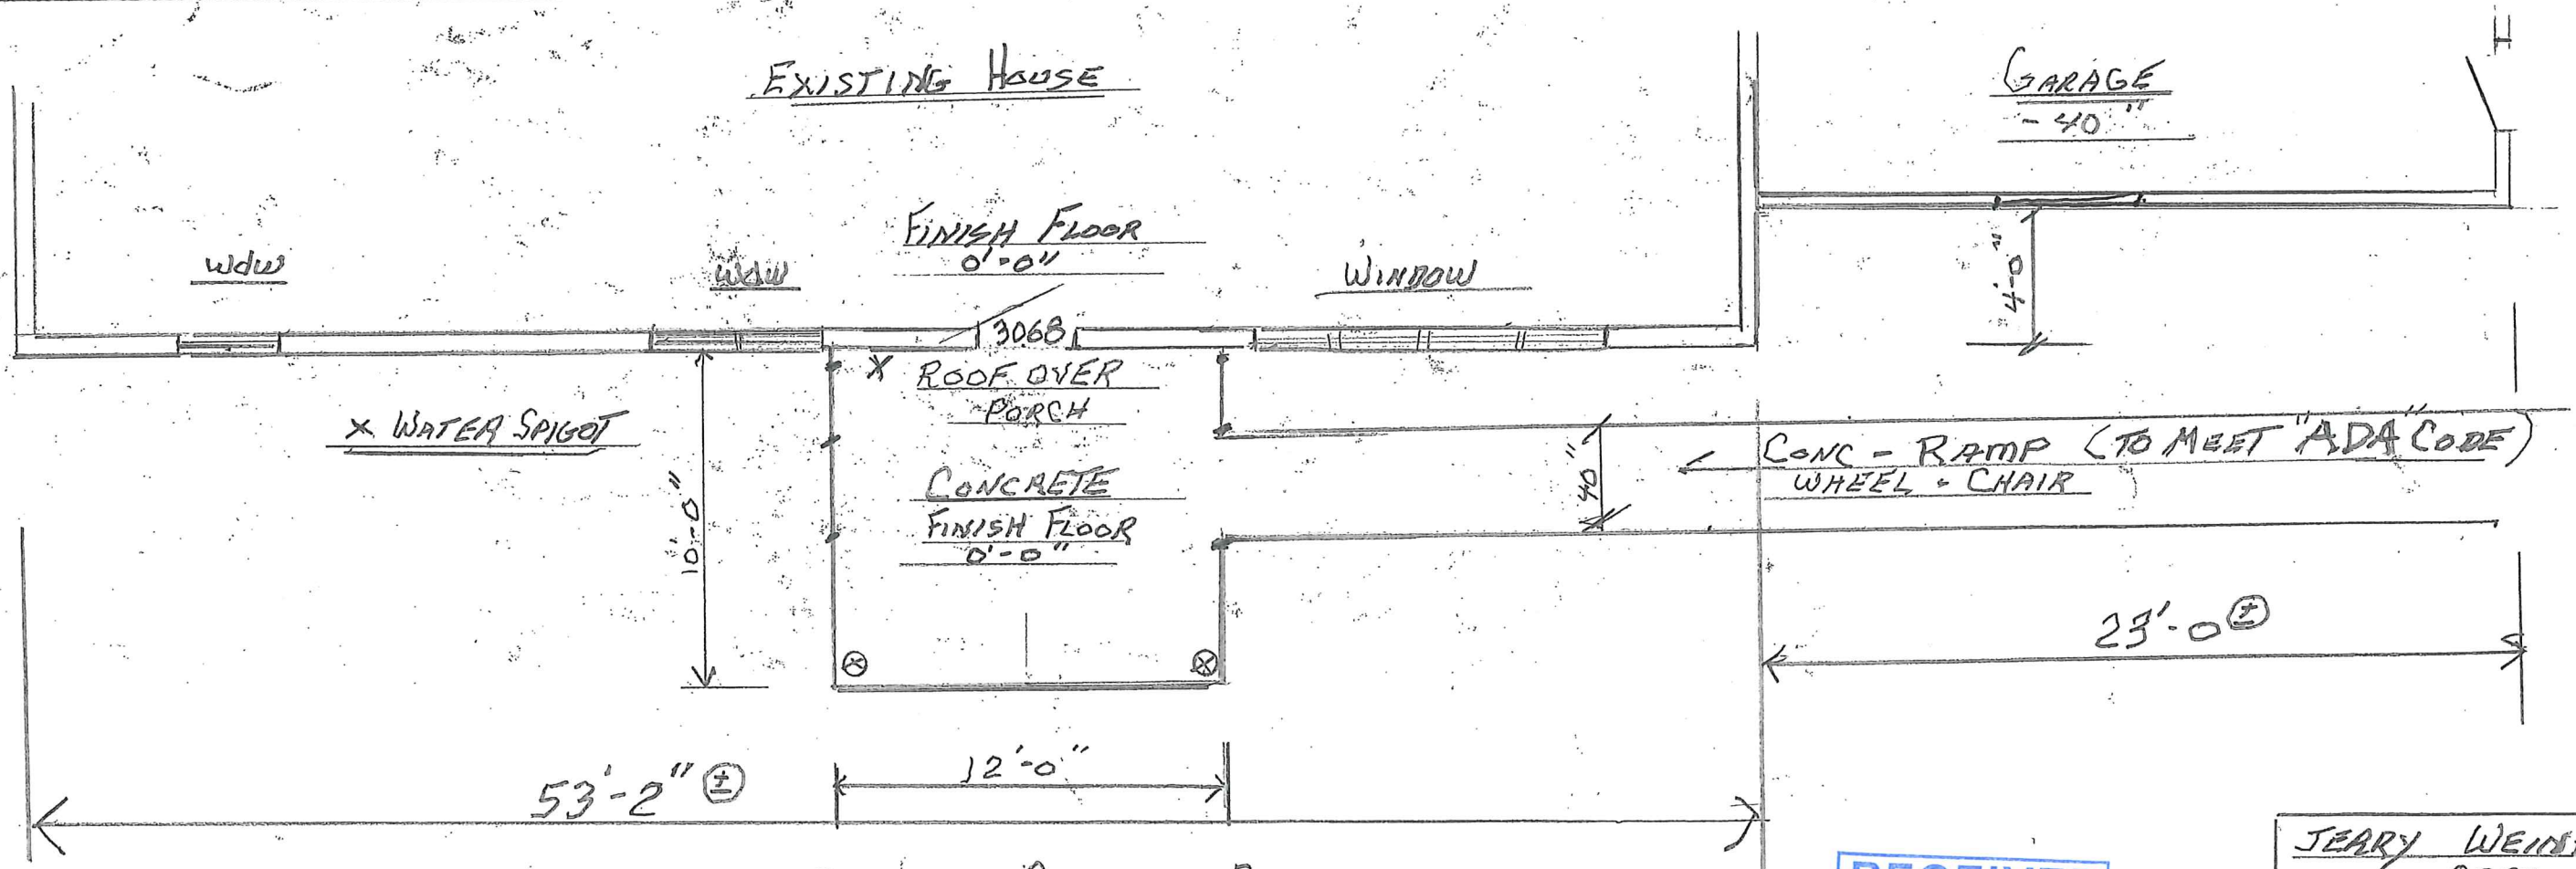 EXISTING HOUSE
GARAGE
- 40"
FINISH FLOOR
0'-0"
wdw
wdw
WINDOW
4'-0"
3068
X ROOF OVER
PORCH
X WATER SPIGOT
CONC - RAMP (TO MEET "ADA" CODE)
WHEEL - CHAIR
40"
10'-0"
CONCRETE
FINISH FLOOR
0'-0"
23'-0 ±
12'-0"
53'-2" ±
RECEIVED
JERRY